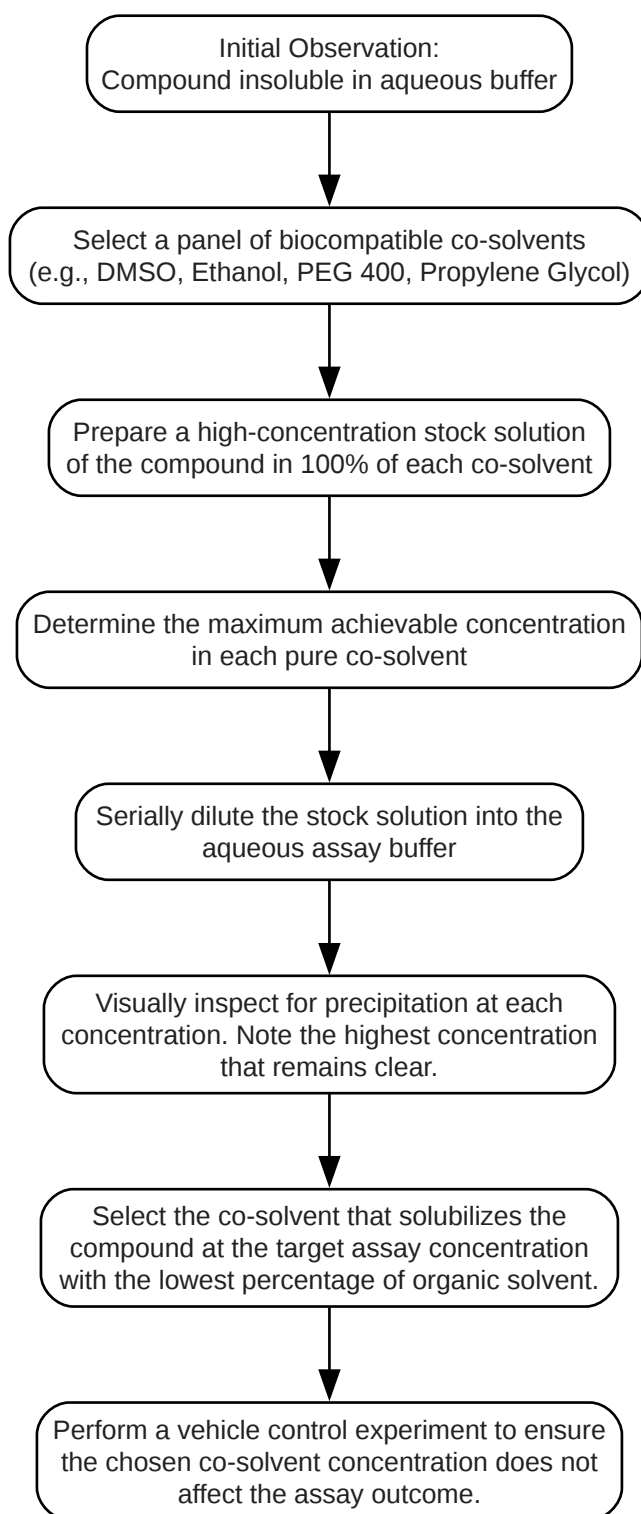 Initial Observation:
Compound insoluble in aqueous buffer
Select a panel of biocompatible co-solvents
(e.g., DMSO, Ethanol, PEG 400, Propylene Glycol)
Prepare a high-concentration stock solution
of the compound in 100% of each co-solvent
Determine the maximum achievable concentration
in each pure co-solvent
Serially dilute the stock solution into the
aqueous assay buffer
Visually inspect for precipitation at each
concentration. Note the highest concentration
that remains clear.
Select the co-solvent that solubilizes the
compound at the target assay concentration
with the lowest percentage of organic solvent.
Perform a vehicle control experiment to ensure
the chosen co-solvent concentration does not
affect the assay outcome.